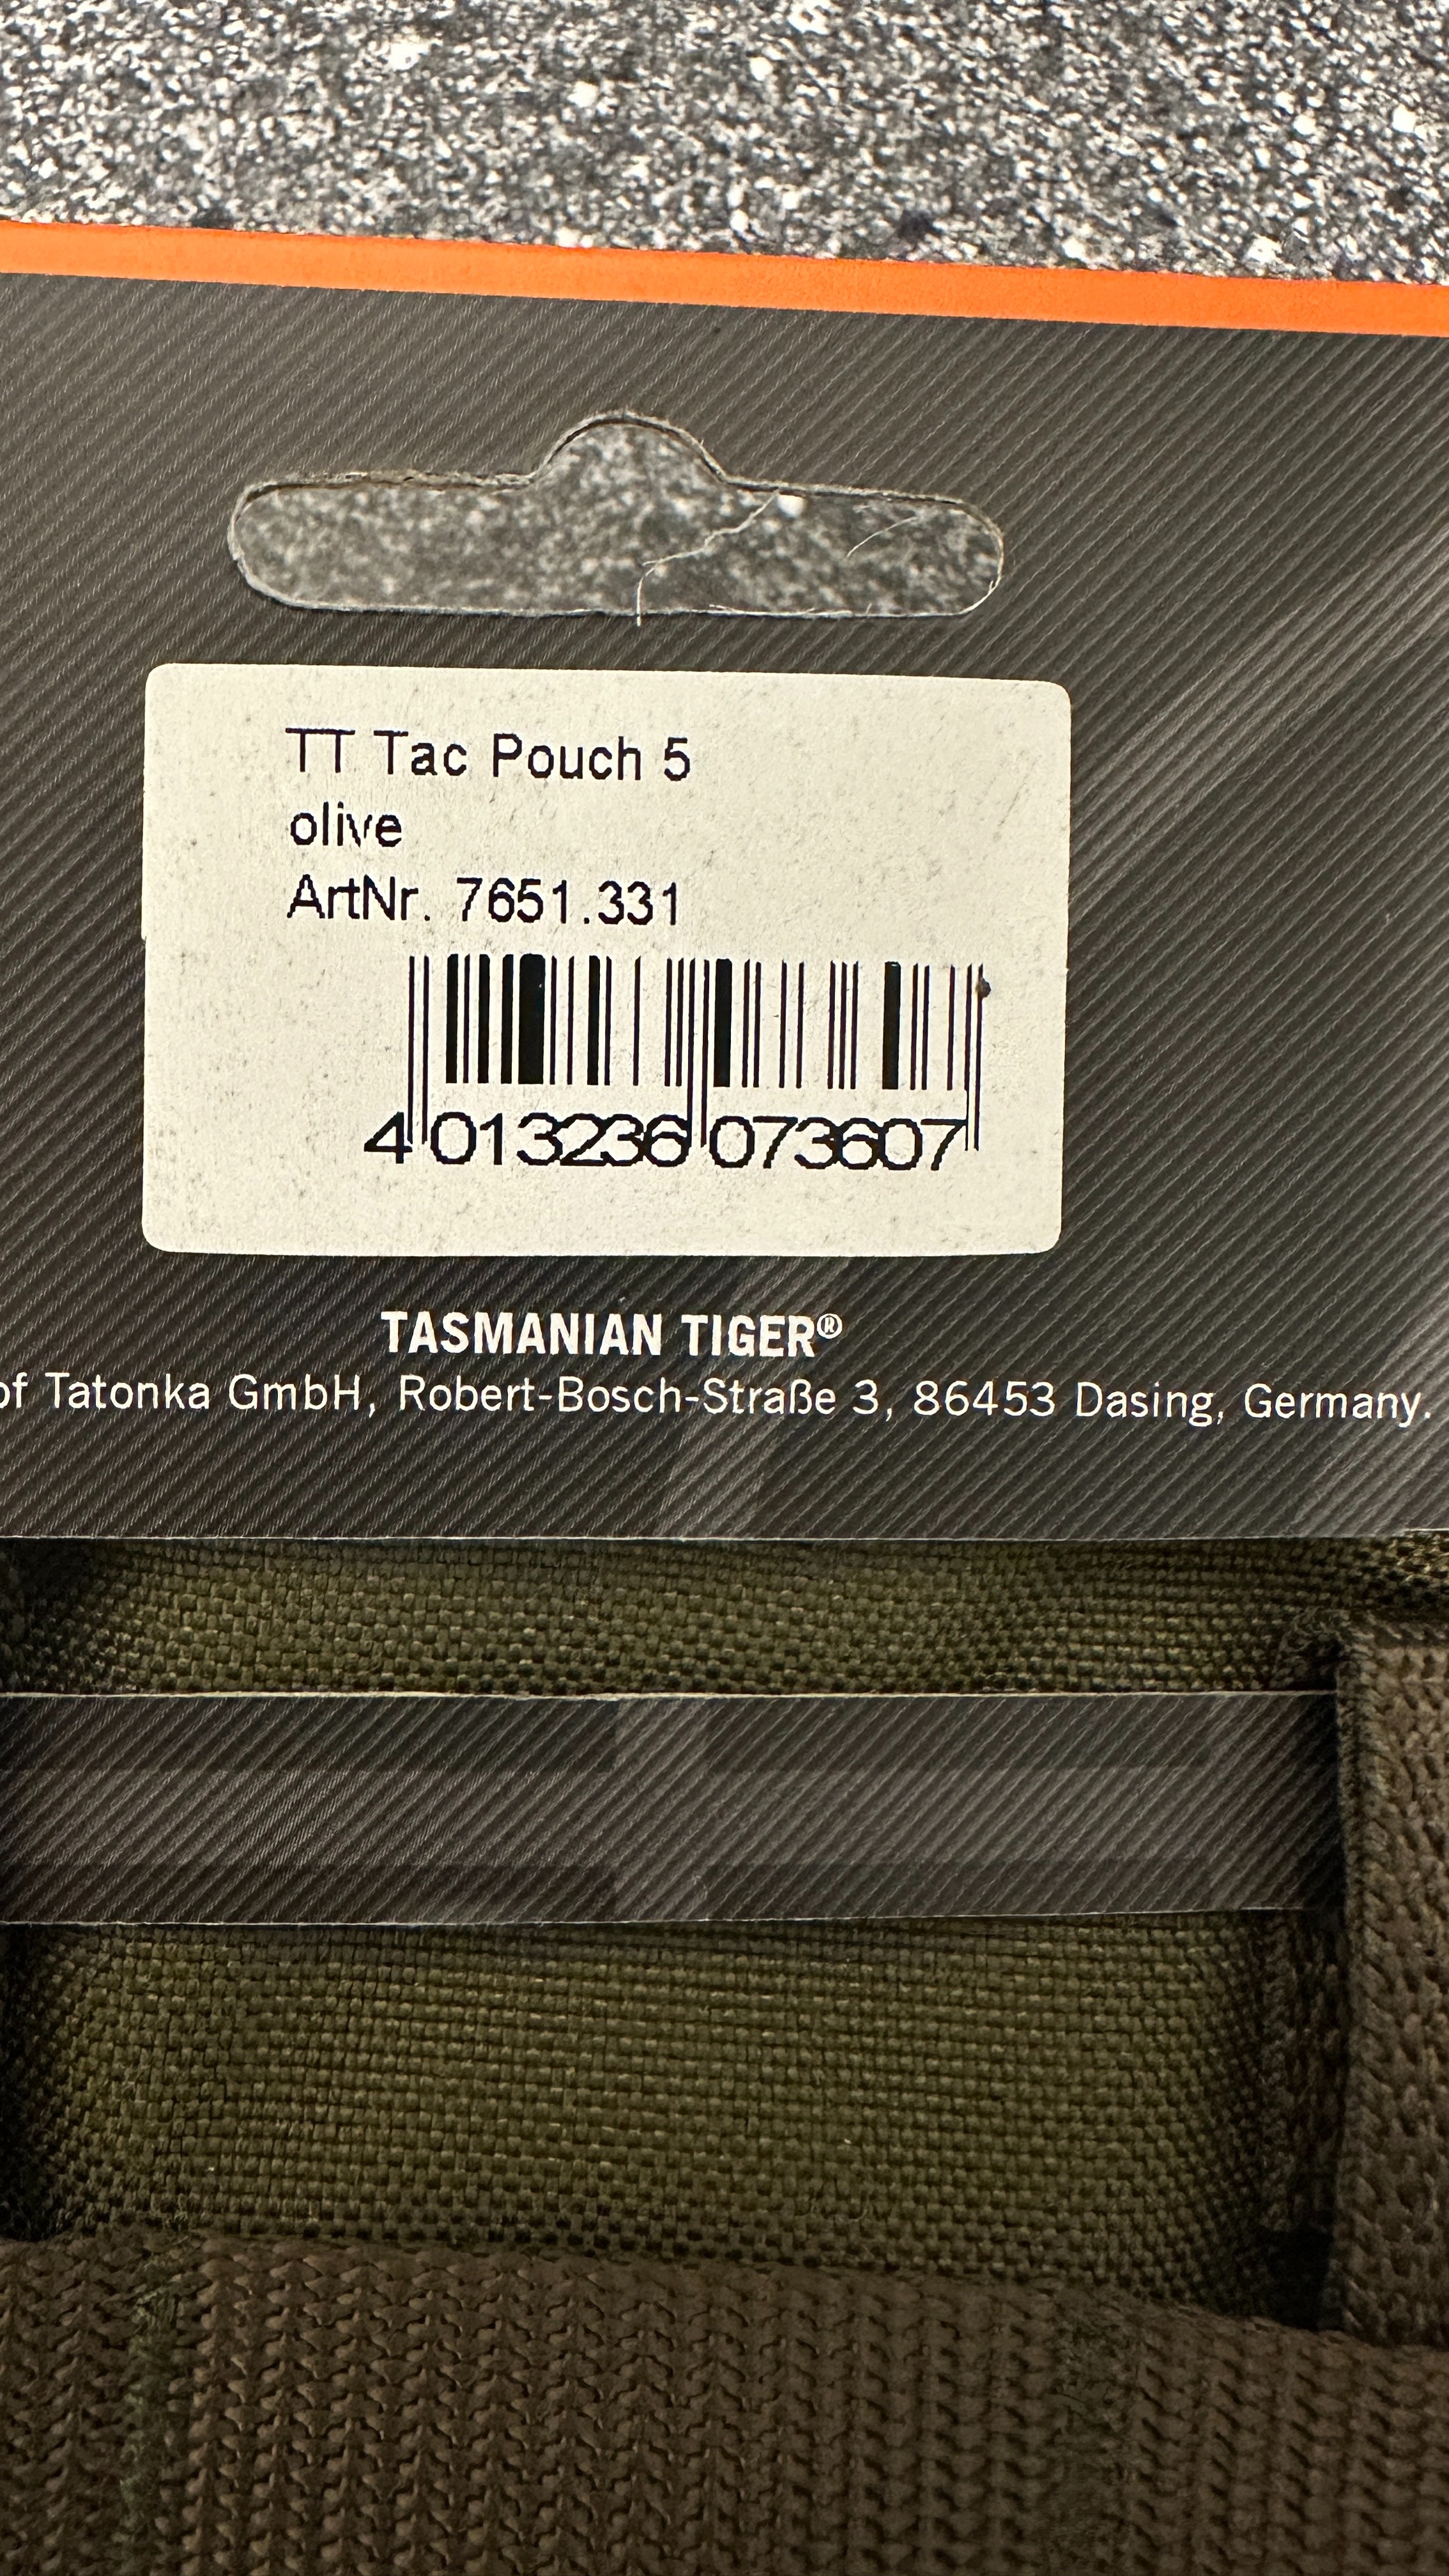 TT Tac Pouch 5
olive
ArtNr. 7651.331
4 013236 073607
TASMANIAN TIGER®
of Tatonka GmbH, Robert-Bosch-Straße 3, 86453 Dasing, Germany.